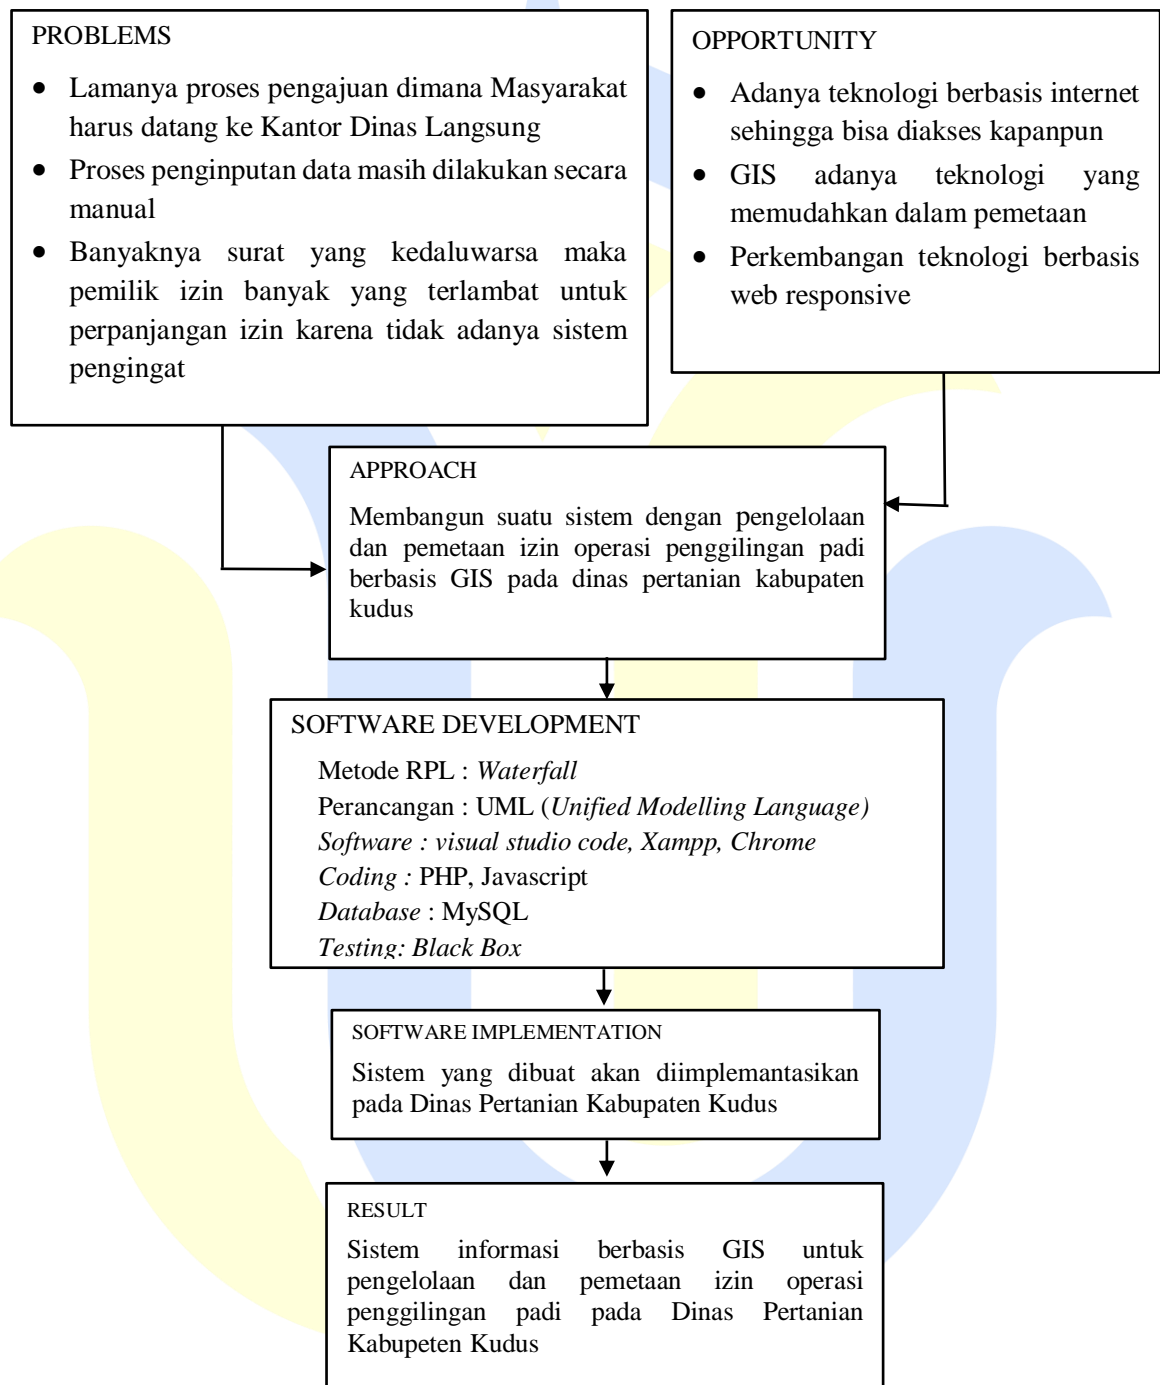 PROBLEMS
• Lamanya proses pengajuan dimana Masyarakat
harus datang ke Kantor Dinas Langsung
• Proses penginputan data masih dilakukan secara
manual
• Banyaknya surat yang kedaluwarsa maka
pemilik izin banyak yang terlambat untuk
perpanjangan izin karena tidak adanya sistem
pengingat
OPPORTUNITY
• Adanya teknologi berbasis internet
sehingga bisa diakses kapanpun
• GIS adanya teknologi yang
memudahkan dalam pemetaan
• Perkembangan teknologi berbasis
web responsive
APPROACH
Membangun suatu sistem dengan pengelolaan
dan pemetaan izin operasi penggilingan padi
berbasis GIS pada dinas pertanian kabupaten
kudus
SOFTWARE DEVELOPMENT
Metode RPL : Waterfall
Perancangan : UML (Unified Modelling Language)
Software : visual studio code, Xampp, Chrome
Coding : PHP, Javascript
Database : MySQL
Testing: Black Box
SOFTWARE IMPLEMENTATION
Sistem yang dibuat akan diimplemantasikan
pada Dinas Pertanian Kabupaten Kudus
RESULT
Sistem informasi berbasis GIS untuk
pengelolaan dan pemetaan izin operasi
penggilingan padi pada Dinas Pertanian
Kabupeten Kudus